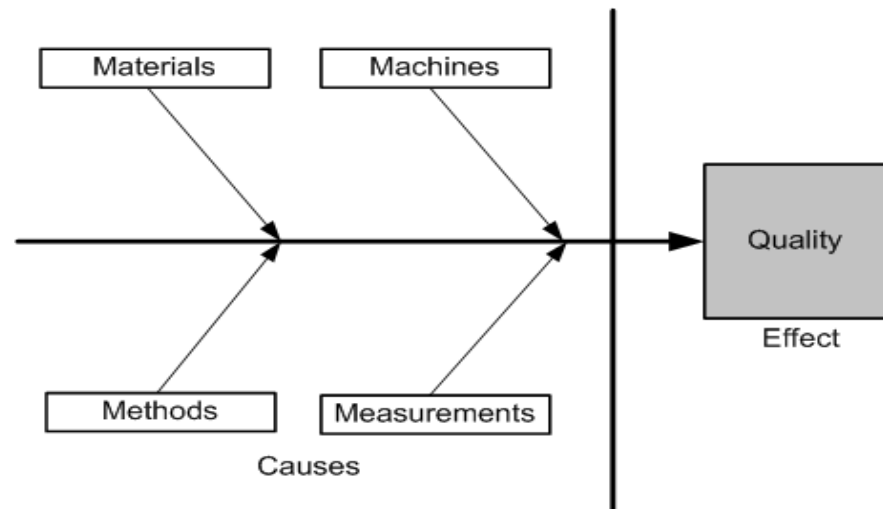 Materials
Machines
Quality
Effect
Methods
Measurements
Causes